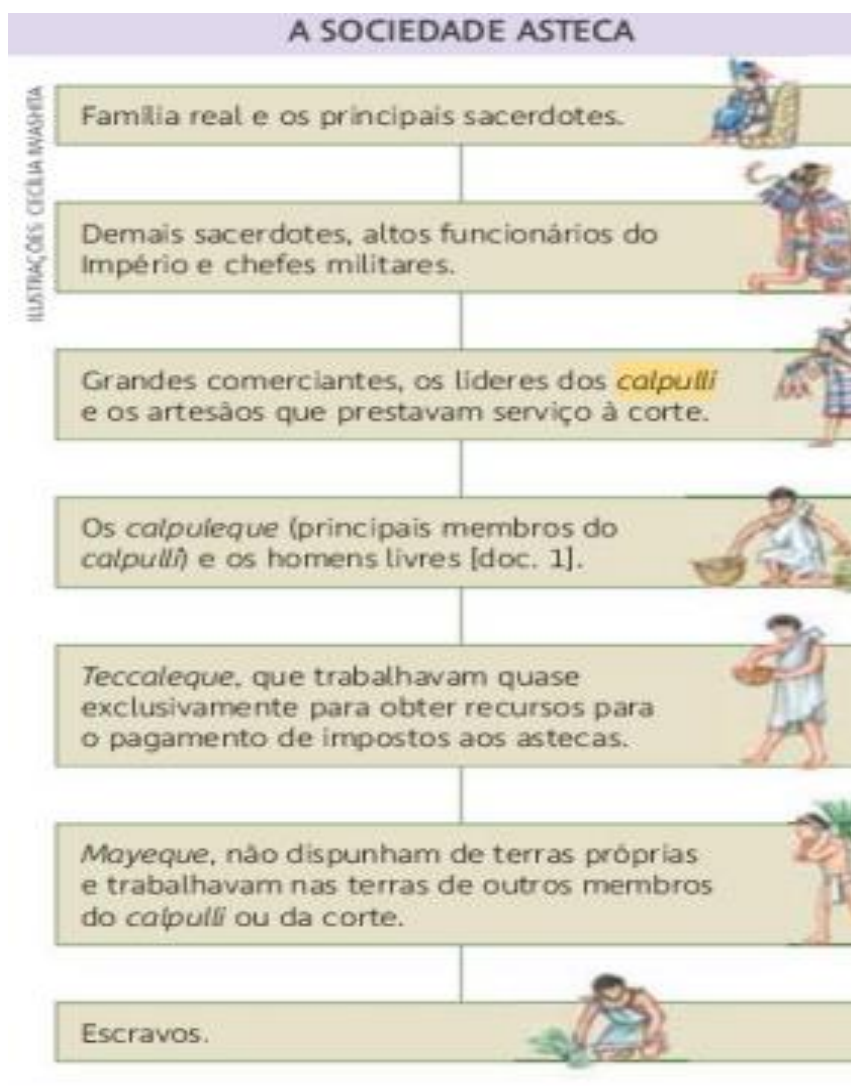 A SOCIEDADE ASTECA
ILUSTRAÇÕES: CECÍLIA IWASHITA
Família real e os principais sacerdotes.
Demais sacerdotes, altos funcionários do
Império e chefes militares.
Grandes comerciantes, os líderes dos calpulli
e os artesãos que prestavam serviço à corte.
Os calpuleque (principais membros do
calpulli) e os homens livres [doc. 1].
Teccaleque, que trabalhavam quase
exclusivamente para obter recursos para
o pagamento de impostos aos astecas.
Mayeque, não dispunham de terras próprias
e trabalhavam nas terras de outros membros
do calpulli ou da corte.
Escravos.